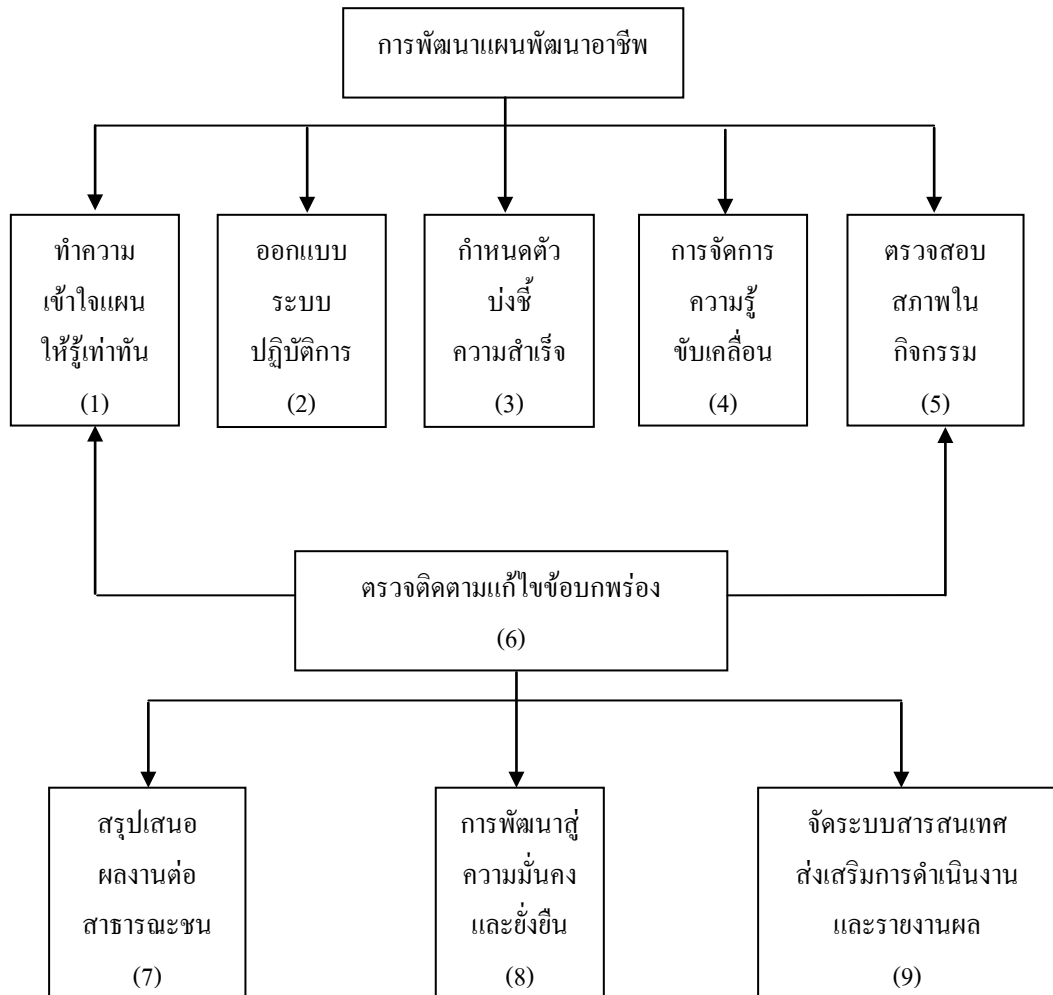 การพัฒนาแผนพัฒนาอาชีพ
ทำความ
เข้าใจแผน
ให้รู้เท่าทัน
(1)
ออกแบบ
ระบบ
ปฏิบัติการ
(2)
กำหนดตัว
บ่งชี้
ความสำเร็จ
(3)
การจัดการ
ความรู้
ขับเคลื่อน
(4)
ตรวจสอบ
สภาพใน
กิจกรรม
(5)
ตรวจติดตามแก้ไขข้อบกพร่อง
(6)
สรุปเสนอ
ผลงานต่อ
สาธารณะชน
(7)
การพัฒนาสู่
ความมั่นคง
และยั่งยืน
(8)
จัดระบบสารสนเทศ
ส่งเสริมการดำเนินงาน
และรายงานผล
(9)